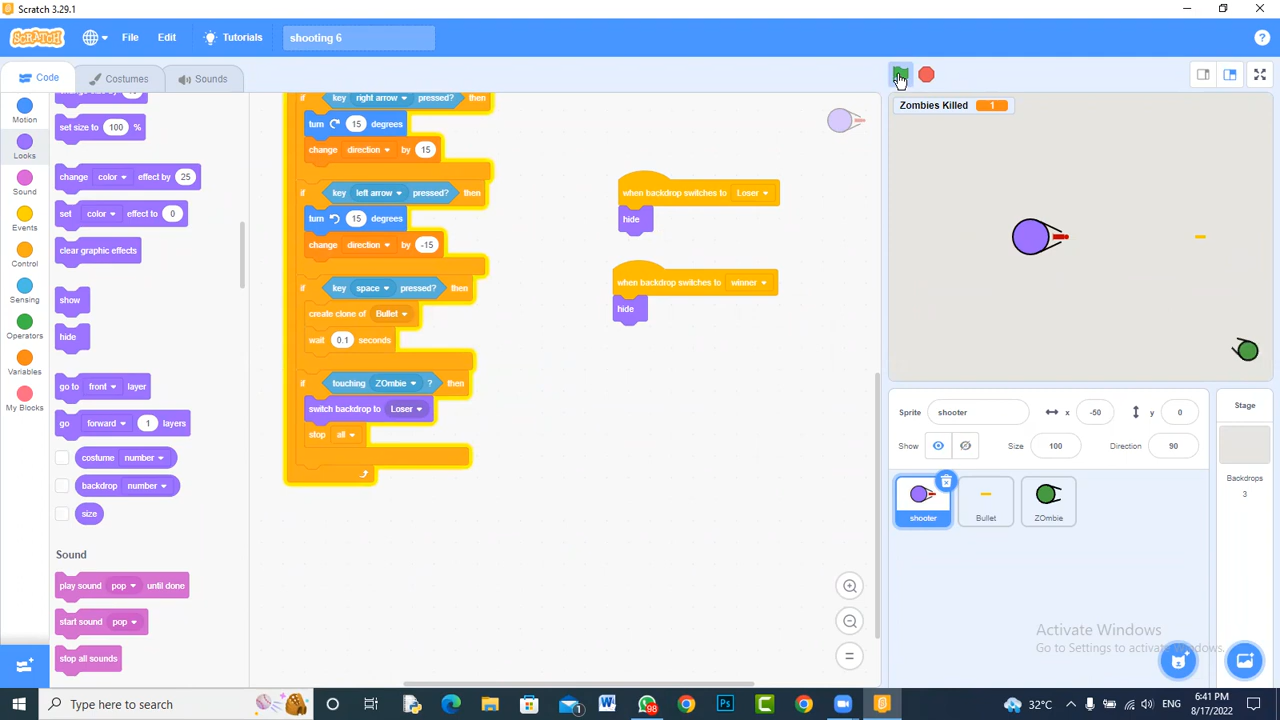 Scratch 3.29.1
SCRATCH File Edit Tutorials shooting 6
Code Costumes Sounds
Motion
Looks
Sound
Events
Control
Sensing
Operators
Variables
My Blocks
set size to 100 %
change color effect by 25
set color effect to 0
clear graphic effects
show
hide
go to front layer
go forward 1 layers
costume number
backdrop number
size
Sound
play sound pop until done
start sound pop
stop all sounds
if key right arrow pressed? then
turn 15 degrees
change direction by 15
if key left arrow pressed? then
turn 15 degrees
change direction by -15
if key space pressed? then
create clone of Bullet
wait 0.1 seconds
if touching ZOmbie ? then
switch backdrop to Loser
stop all
when backdrop switches to Loser
hide
when backdrop switches to winner
hide
Zombies Killed 1
Sprite shooter x -50 y 0
Show Size 100 Direction 90
shooter Bullet ZOmbie
Stage
Backdrops
3
Activate Windows
Go to Settings to activate Windows.
Type here to search
98
1
32°C ENG
6:41 PM
8/17/2022